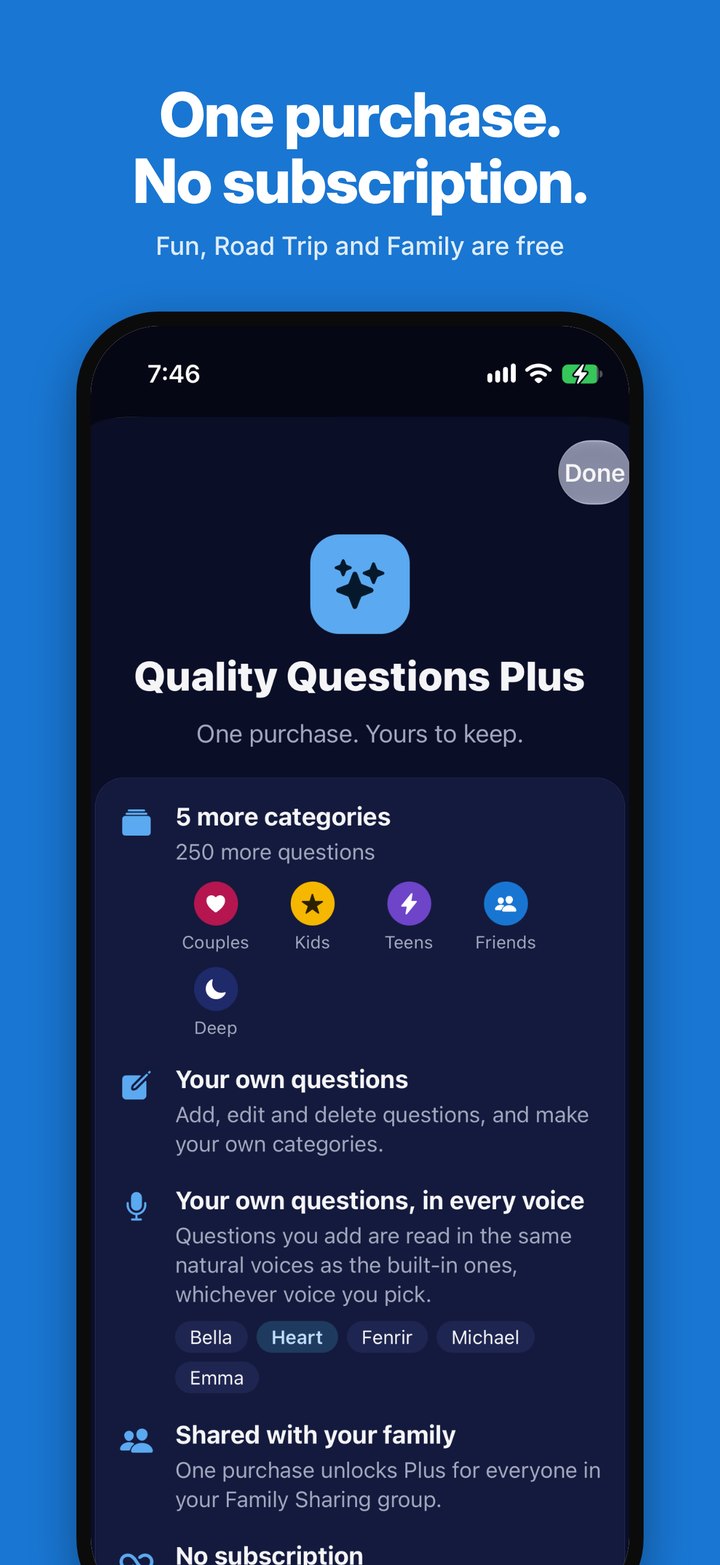 One purchase.
No subscription.
Fun, Road Trip and Family are free
7:46
Done
Quality Questions Plus
One purchase. Yours to keep.
5 more categories
250 more questions
Couples Kids Teens Friends
Deep
Your own questions
Add, edit and delete questions, and make
your own categories.
Your own questions, in every voice
Questions you add are read in the same
natural voices as the built-in ones,
whichever voice you pick.
Bella Heart Fenrir Michael
Emma
Shared with your family
One purchase unlocks Plus for everyone in
your Family Sharing group.
No subscription